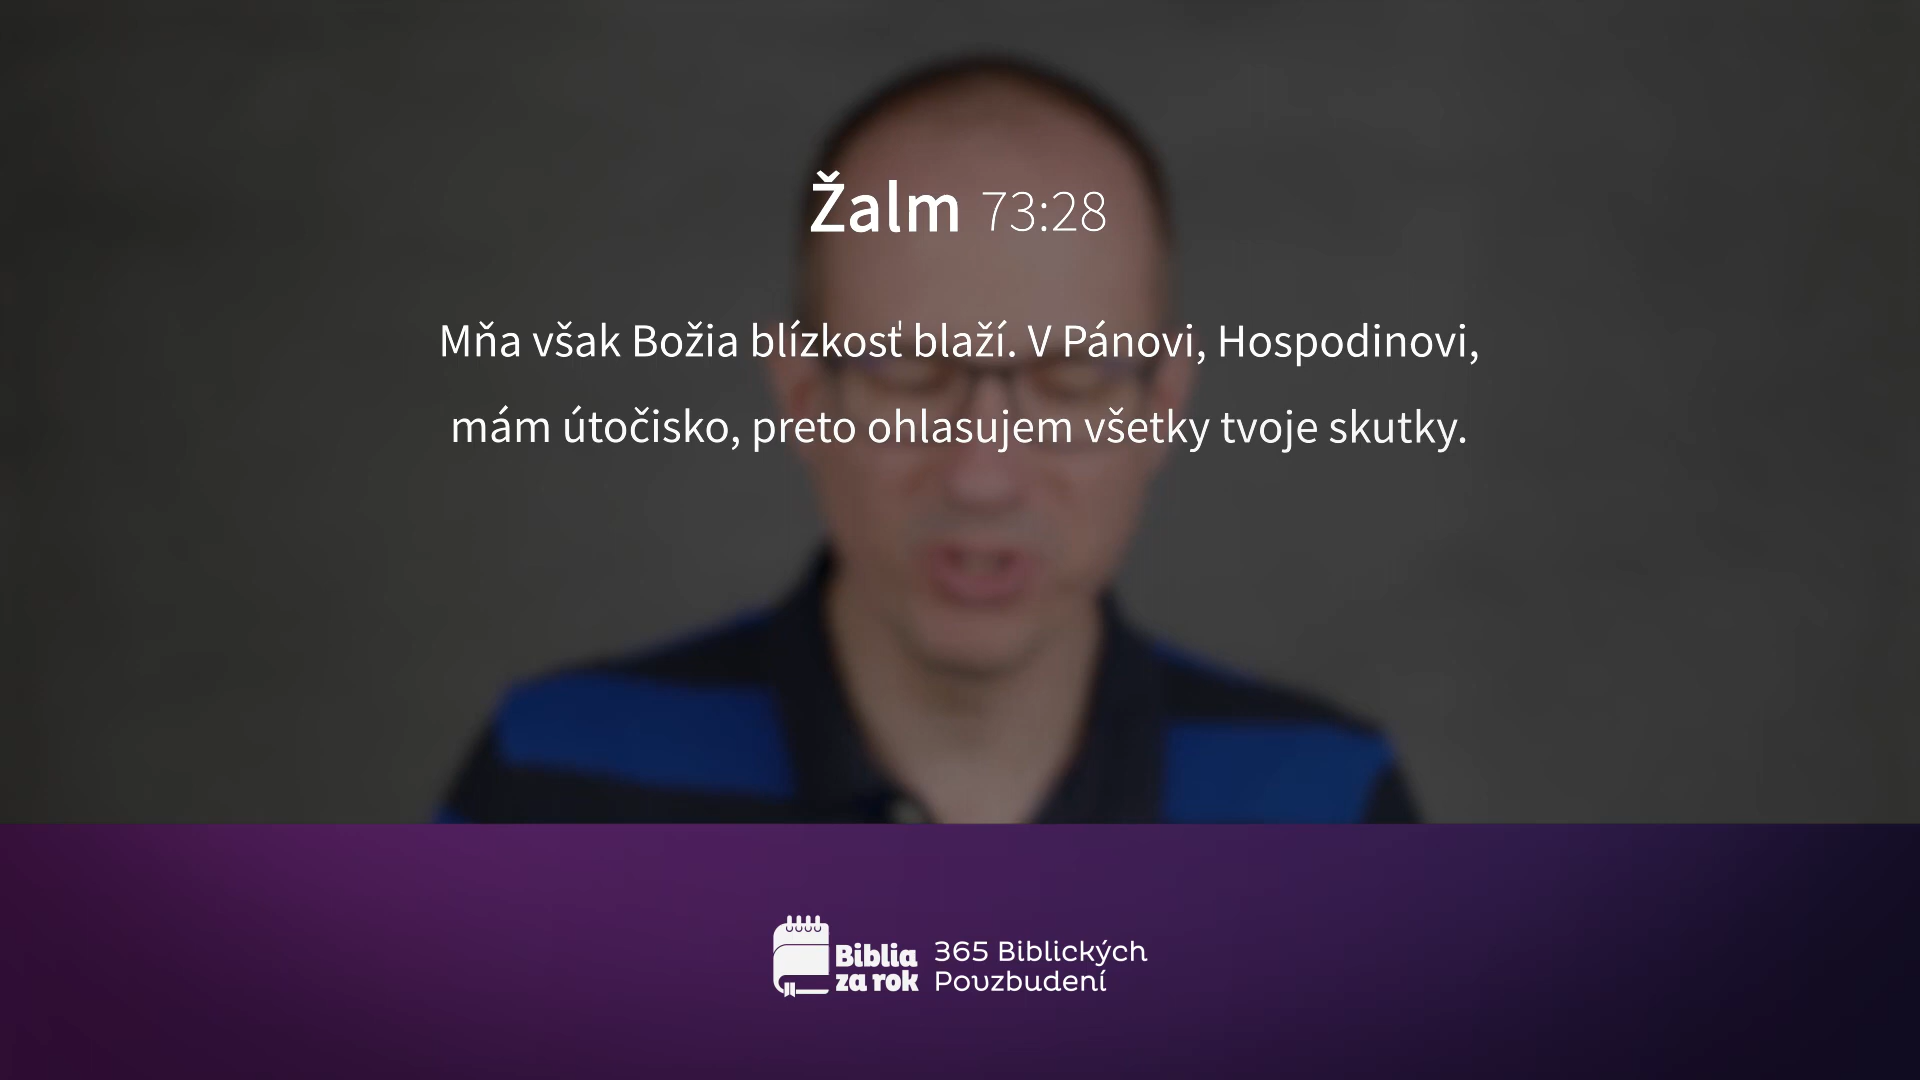 Žalm 73:28
Mňa však Božia blízkosť blaží. V Pánovi, Hospodinovi,
mám útočisko, preto ohlasujem všetky tvoje skutky.
Biblia
za rok
365 Biblických
Povzbudení